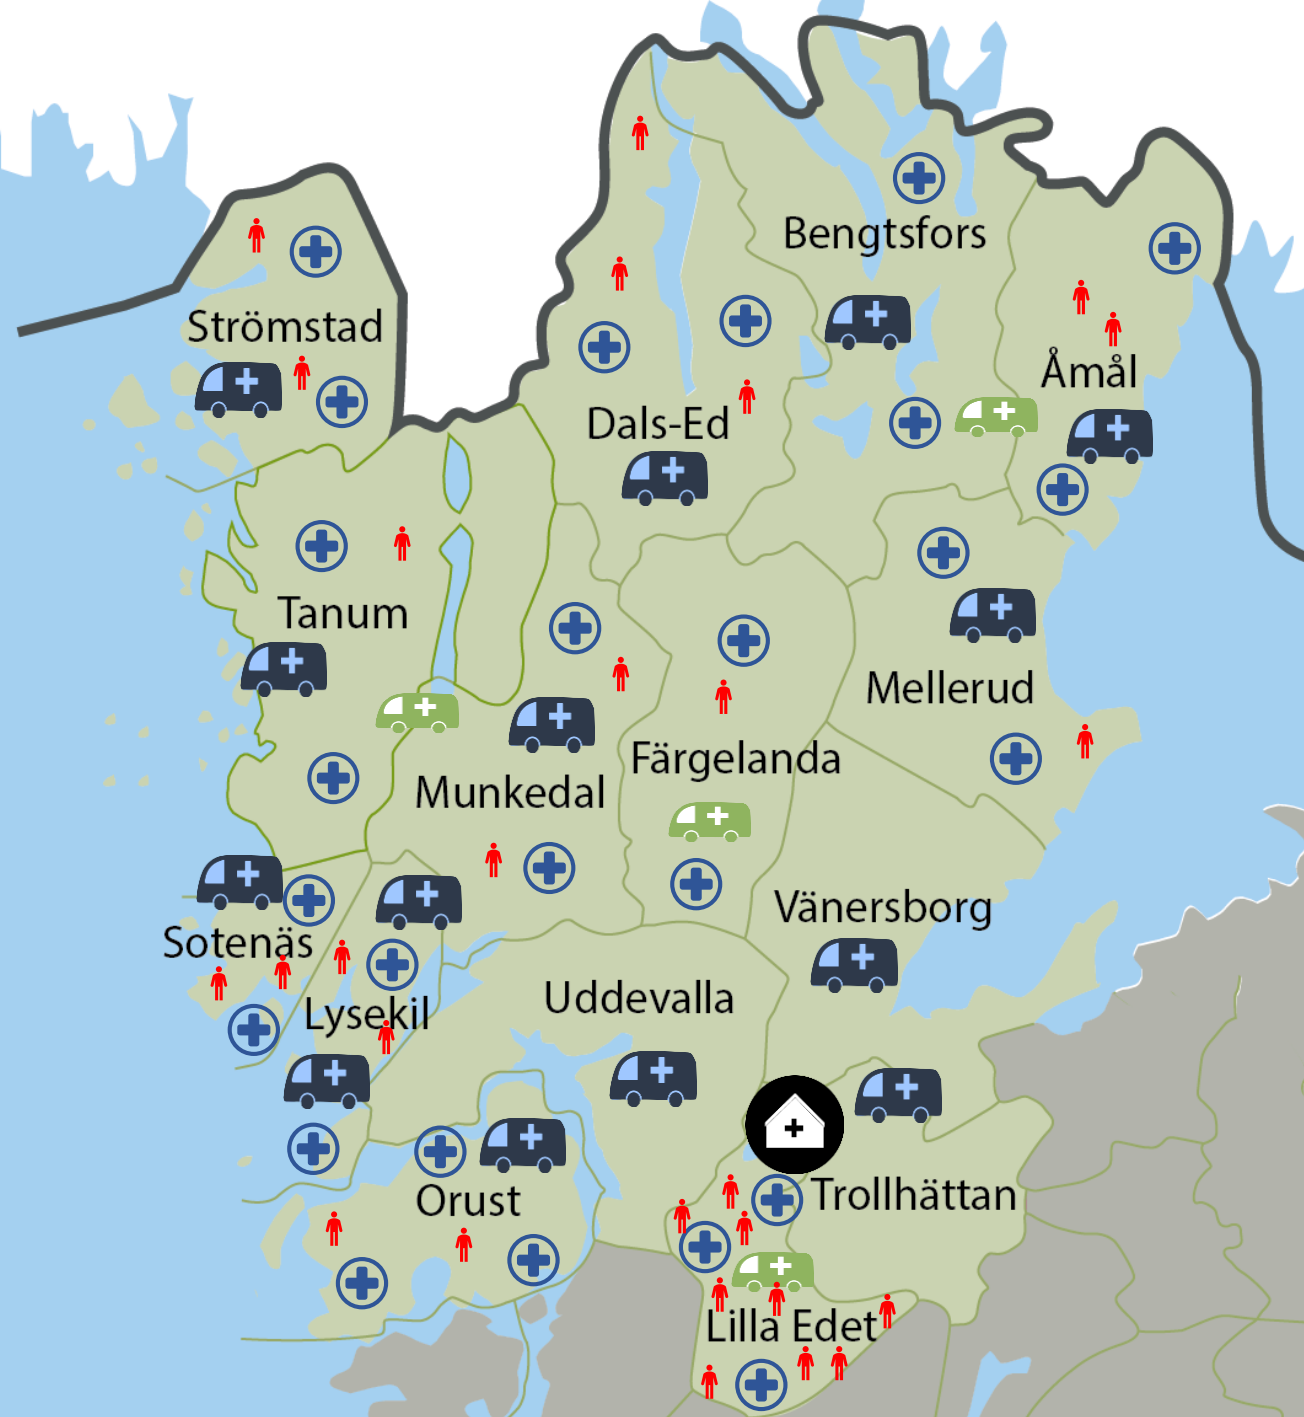 Bengtsfors
Strömstad
Åmål
Dals-Ed
Tanum
Mellerud
Färgelanda
Munkedal
Vänersborg
Sotenäs
Uddevalla
Lysekil
Trollhättan
Orust
Lilla Edet